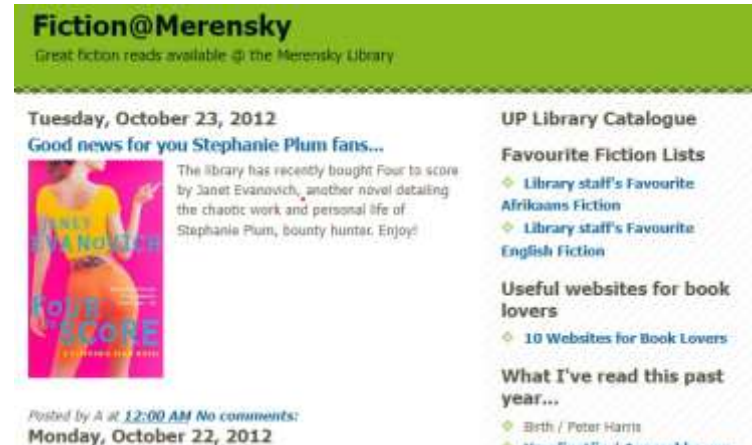 Fiction@Merensky
Great fiction reads available @ the Merensky Library
Tuesday, October 23, 2012
Good news for you Stephanie Plum fans...
The library has recently bought Four to score
by Janet Evanovich, another novel detailing
the chaotic work and personal life of
Stephanie Plum, bounty hunter. Enjoy!
JANET
EVANOVICH
FOUR
TO SCORE
Posted by A at 12:00 AM No comments:
Monday, October 22, 2012
UP Library Catalogue
Favourite Fiction Lists
Library staff's Favourite
Afrikaans Fiction
Library staff's Favourite
English Fiction
Useful websites for book
lovers
10 Websites for Book Lovers
What I've read this past
year...
Birth / Peter Harris